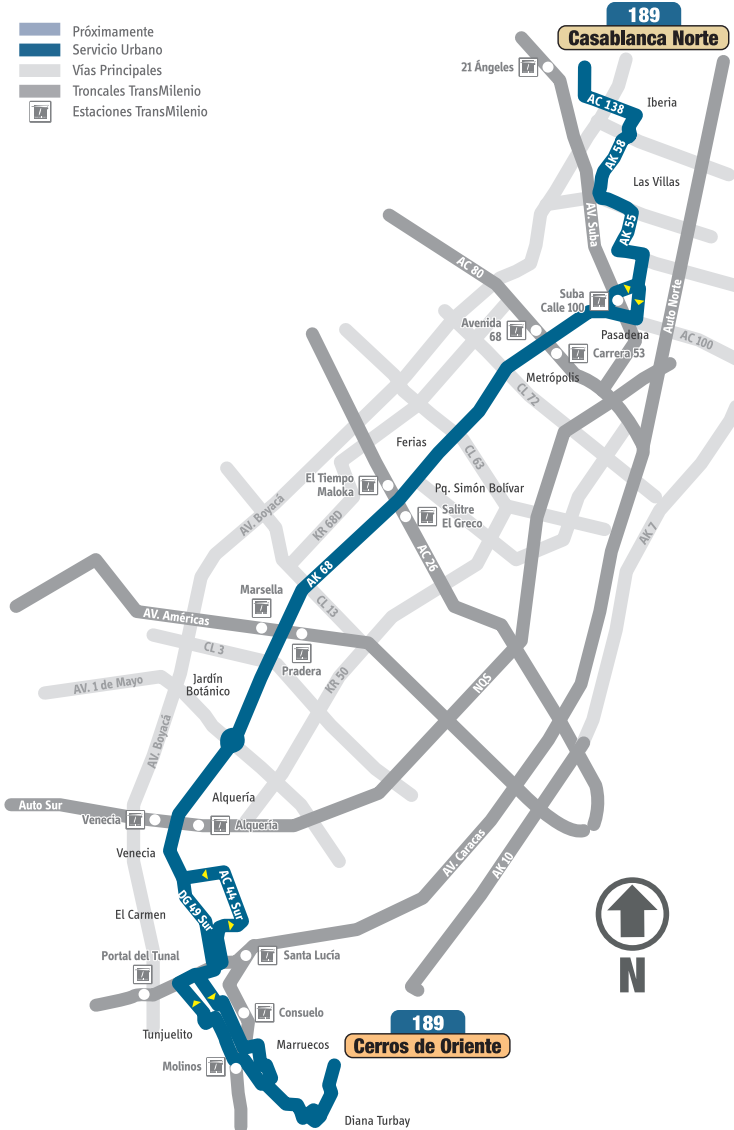 189
Casablanca Norte
Próximamente
Servicio Urbano
Vías Principales
Troncales TransMilenio
Estaciones TransMilenio
21 Ángeles
AC 138
Iberia
AK 58
Las Villas
AV. Suba
AK 55
AC 80
Suba
Calle 100
Auto Norte
Avenida
68
Pasadena
AC 100
Carrera 53
Metrópolis
CL 72
Ferias
CL 63
El Tiempo
Maloka
Pq. Simón Bolívar
AV. Boyacá
KR 68D
Salitre
El Greco
AK 7
AC 26
AK 68
Marsella
CL 13
AV. Américas
CL 3
Pradera
Jardín
Botánico
KR 50
NQS
AV. 1 de Mayo
AV. Boyacá
Alquería
Auto Sur
Venecia
Alquería
Venecia
AV. Caracas
AK 10
AC 44 Sur
DG 49 Sur
El Carmen
Portal del Tunal
Santa Lucía
N
Consuelo
189
Cerros de Oriente
Tunjuelito
Marruecos
Molinos
Diana Turbay